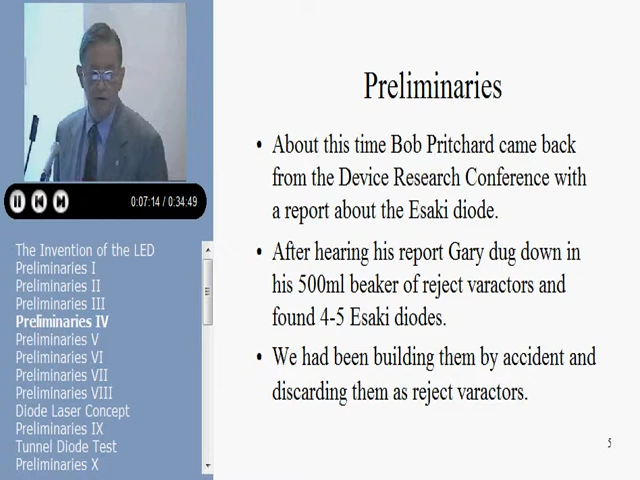 Preliminaries
• About this time Bob Pritchard came back
from the Device Research Conference with
a report about the Esaki diode.
• After hearing his report Gary dug down in
his 500ml beaker of reject varactors and
found 4-5 Esaki diodes.
• We had been building them by accident and
discarding them as reject varactors.
5
0:07:14 / 0:34:49
The Invention of the LED
Preliminaries I
Preliminaries II
Preliminaries III
Preliminaries IV
Preliminaries V
Preliminaries VI
Preliminaries VII
Preliminaries VIII
Diode Laser Concept
Preliminaries IX
Tunnel Diode Test
Preliminaries X